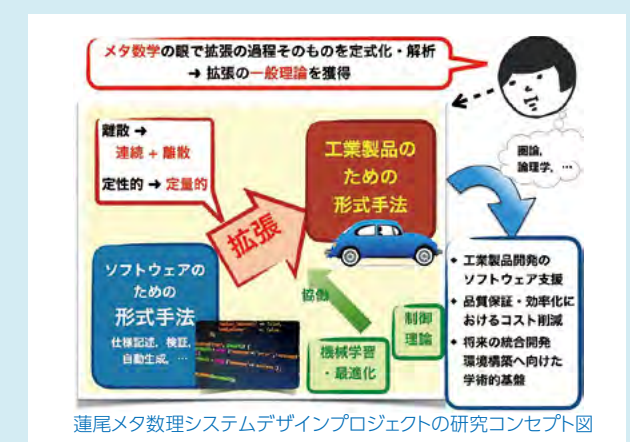 メタ数学の眼で拡張の過程そのものを定式化・解析
→ 拡張の一般理論を獲得
離散 →
連続 + 離散
定性的 → 定量的
拡張
工業製品の
ための
形式手法
圏論,
論理学, …
ソフトウェアの
ための
形式手法
仕様記述, 検証,
自動生成, …
協働
機械学習
・最適化
制御
理論
◆ 工業製品開発の
ソフトウェア支援
◆ 品質保証・効率化に
おけるコスト削減
◆ 将来の統合開発
環境構築へ向けた
学術的基盤
蓮尾メタ数理システムデザインプロジェクトの研究コンセプト図